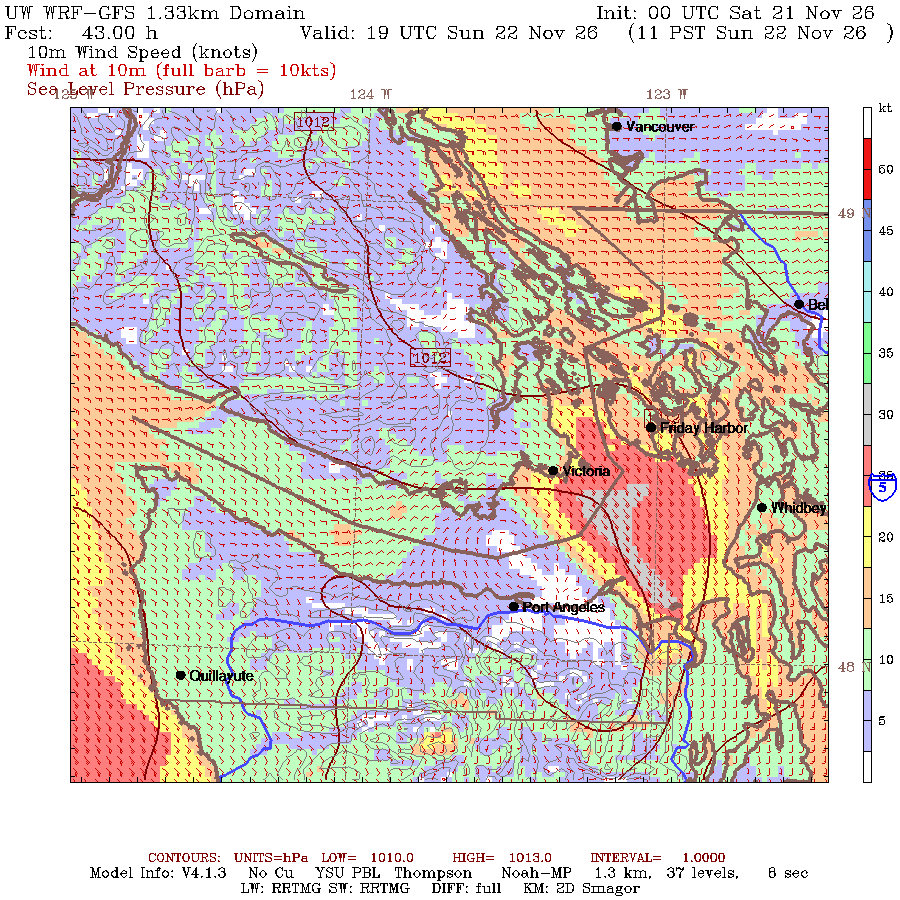 UW WRF-GFS 1.33km Domain Init: 00 UTC Sat 21 Nov 26
Fcst: 43.00 h Valid: 19 UTC Sun 22 Nov 26 (11 PST Sun 22 Nov 26 )
10m Wind Speed (knots)
Wind at 10m (full barb = 10kts)
Sea Level Pressure (hPa)
124 W 123 W
kt
1012
Vancouver
60
50
49 N
45
40
Bel
35
1012
30
Friday Harbor
Victoria
25
5
Whidbey
20
15
Port Angeles
10
48 N
Quillayute
5
CONTOURS: UNITS=hPa LOW= 1010.0 HIGH= 1013.0 INTERVAL= 1.0000
Model Info: V4.1.3 No Cu YSU PBL Thompson Noah-MP 1.3 km, 37 levels, 8 sec
LW: RRTMG SW: RRTMG DIFF: full KM: 2D Smagor